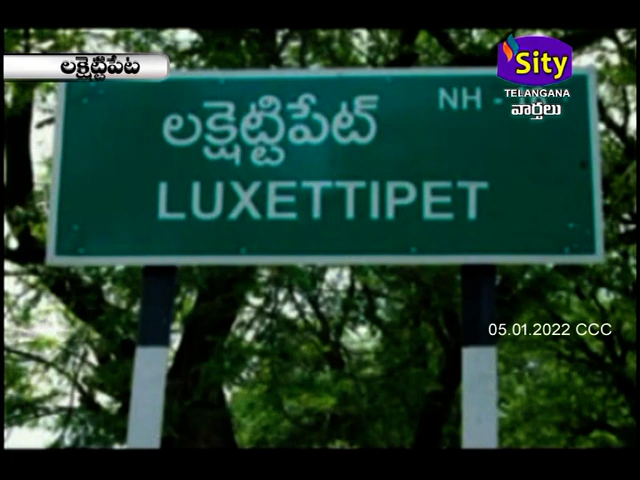 లక్షెట్టిపేట
Sity
TELANGANA
వార్తలు
NH -
లక్షెట్టిపేట్
LUXETTIPET
05.01.2022 CCC